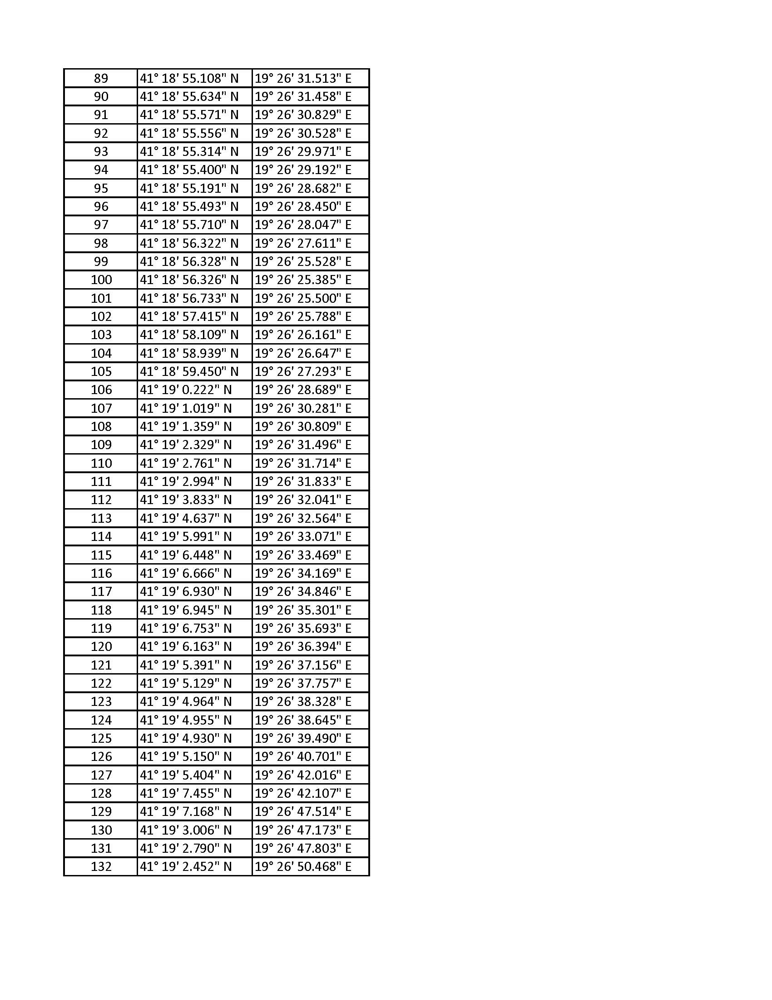 89 41° 18' 55.108" N 19° 26' 31.513" E
90 41° 18' 55.634" N 19° 26' 31.458" E
91 41° 18' 55.571" N 19° 26' 30.829" E
92 41° 18' 55.556" N 19° 26' 30.528" E
93 41° 18' 55.314" N 19° 26' 29.971" E
94 41° 18' 55.400" N 19° 26' 29.192" E
95 41° 18' 55.191" N 19° 26' 28.682" E
96 41° 18' 55.493" N 19° 26' 28.450" E
97 41° 18' 55.710" N 19° 26' 28.047" E
98 41° 18' 56.322" N 19° 26' 27.611" E
99 41° 18' 56.328" N 19° 26' 25.528" E
100 41° 18' 56.326" N 19° 26' 25.385" E
101 41° 18' 56.733" N 19° 26' 25.500" E
102 41° 18' 57.415" N 19° 26' 25.788" E
103 41° 18' 58.109" N 19° 26' 26.161" E
104 41° 18' 58.939" N 19° 26' 26.647" E
105 41° 18' 59.450" N 19° 26' 27.293" E
106 41° 19' 0.222" N 19° 26' 28.689" E
107 41° 19' 1.019" N 19° 26' 30.281" E
108 41° 19' 1.359" N 19° 26' 30.809" E
109 41° 19' 2.329" N 19° 26' 31.496" E
110 41° 19' 2.761" N 19° 26' 31.714" E
111 41° 19' 2.994" N 19° 26' 31.833" E
112 41° 19' 3.833" N 19° 26' 32.041" E
113 41° 19' 4.637" N 19° 26' 32.564" E
114 41° 19' 5.991" N 19° 26' 33.071" E
115 41° 19' 6.448" N 19° 26' 33.469" E
116 41° 19' 6.666" N 19° 26' 34.169" E
117 41° 19' 6.930" N 19° 26' 34.846" E
118 41° 19' 6.945" N 19° 26' 35.301" E
119 41° 19' 6.753" N 19° 26' 35.693" E
120 41° 19' 6.163" N 19° 26' 36.394" E
121 41° 19' 5.391" N 19° 26' 37.156" E
122 41° 19' 5.129" N 19° 26' 37.757" E
123 41° 19' 4.964" N 19° 26' 38.328" E
124 41° 19' 4.955" N 19° 26' 38.645" E
125 41° 19' 4.930" N 19° 26' 39.490" E
126 41° 19' 5.150" N 19° 26' 40.701" E
127 41° 19' 5.404" N 19° 26' 42.016" E
128 41° 19' 7.455" N 19° 26' 42.107" E
129 41° 19' 7.168" N 19° 26' 47.514" E
130 41° 19' 3.006" N 19° 26' 47.173" E
131 41° 19' 2.790" N 19° 26' 47.803" E
132 41° 19' 2.452" N 19° 26' 50.468" E